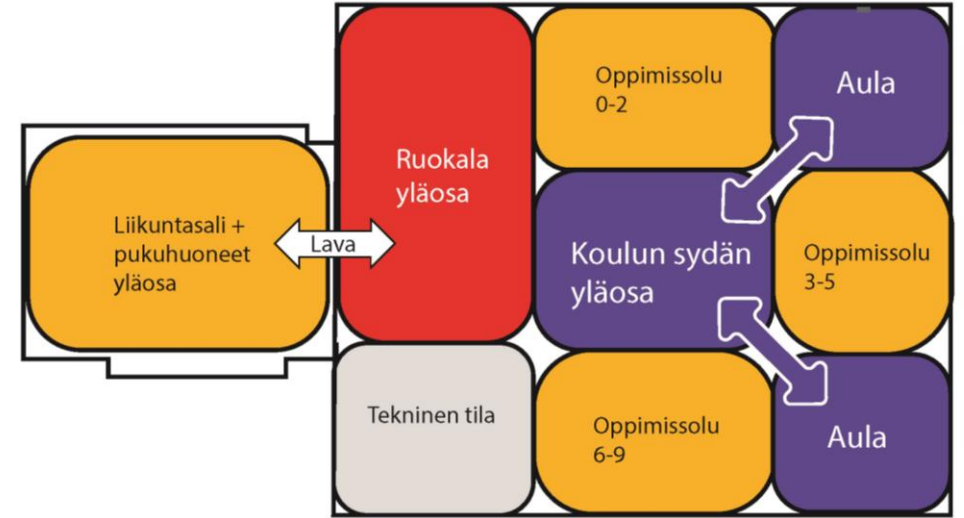 Oppimissolu
0-2
Aula
Ruokala
yläosa
Liikuntasali +
pukuhuoneet
yläosa
Lava
Koulun sydän
yläosa
Oppimissolu
3-5
Tekninen tila
Oppimissolu
6-9
Aula